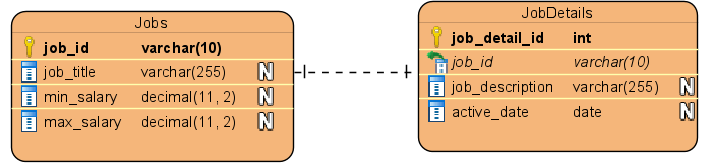 Jobs
job_id varchar(10)
job_title varchar(255) N
min_salary decimal(11, 2) N
max_salary decimal(11, 2) N
JobDetails
job_detail_id int
job_id varchar(10)
job_description varchar(255) N
active_date date N